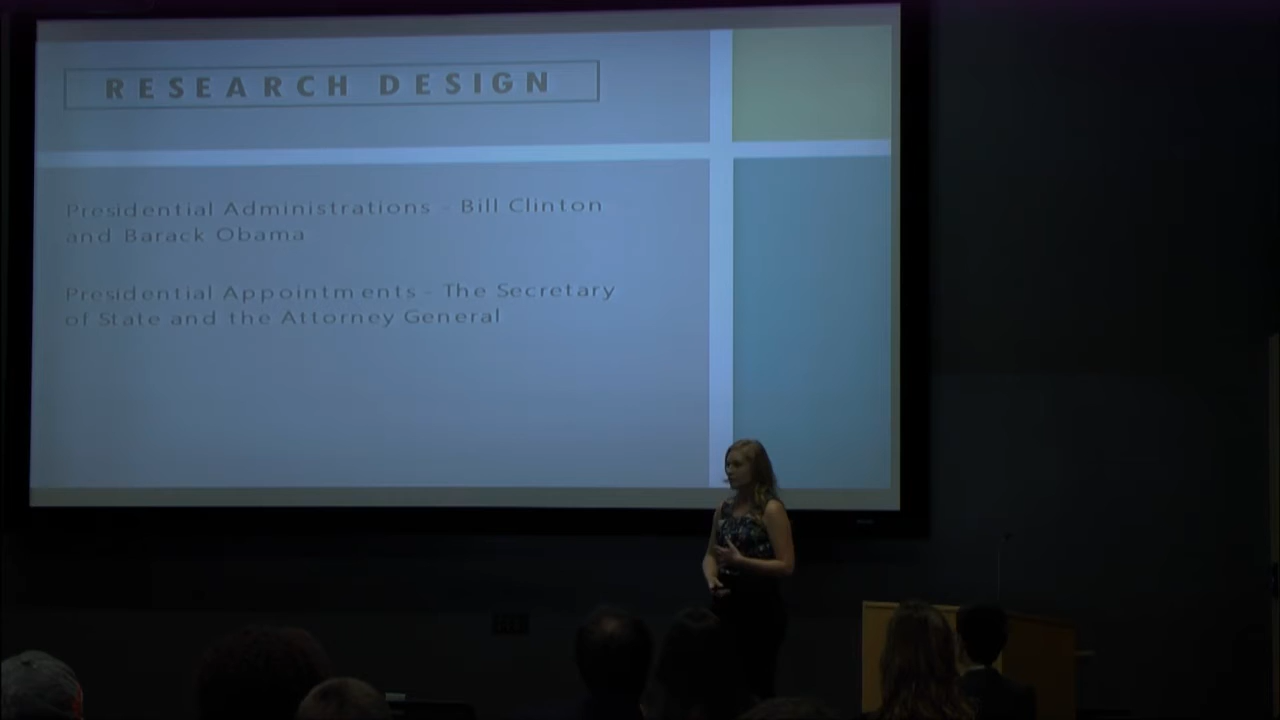 RESEARCH DESIGN
Presidential Administrations - Bill Clinton
and Barack Obama
Presidential Appointments - The Secretary
of State and the Attorney General